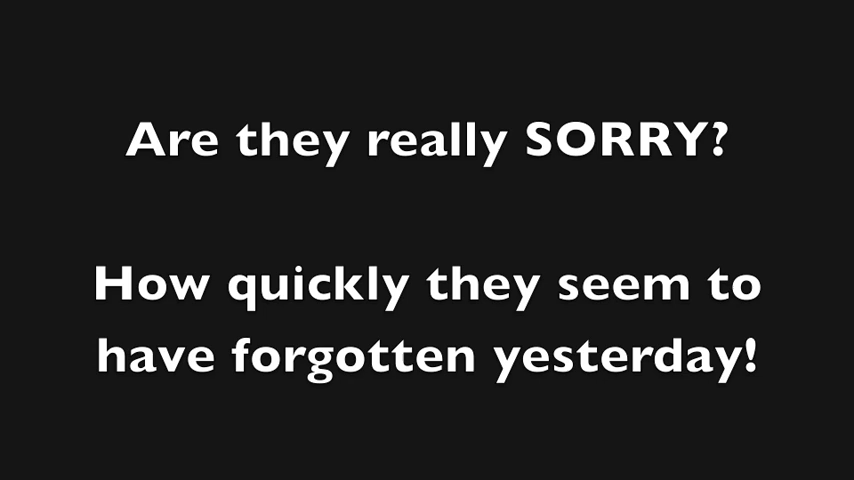 Are they really SORRY?
How quickly they seem to
have forgotten yesterday!